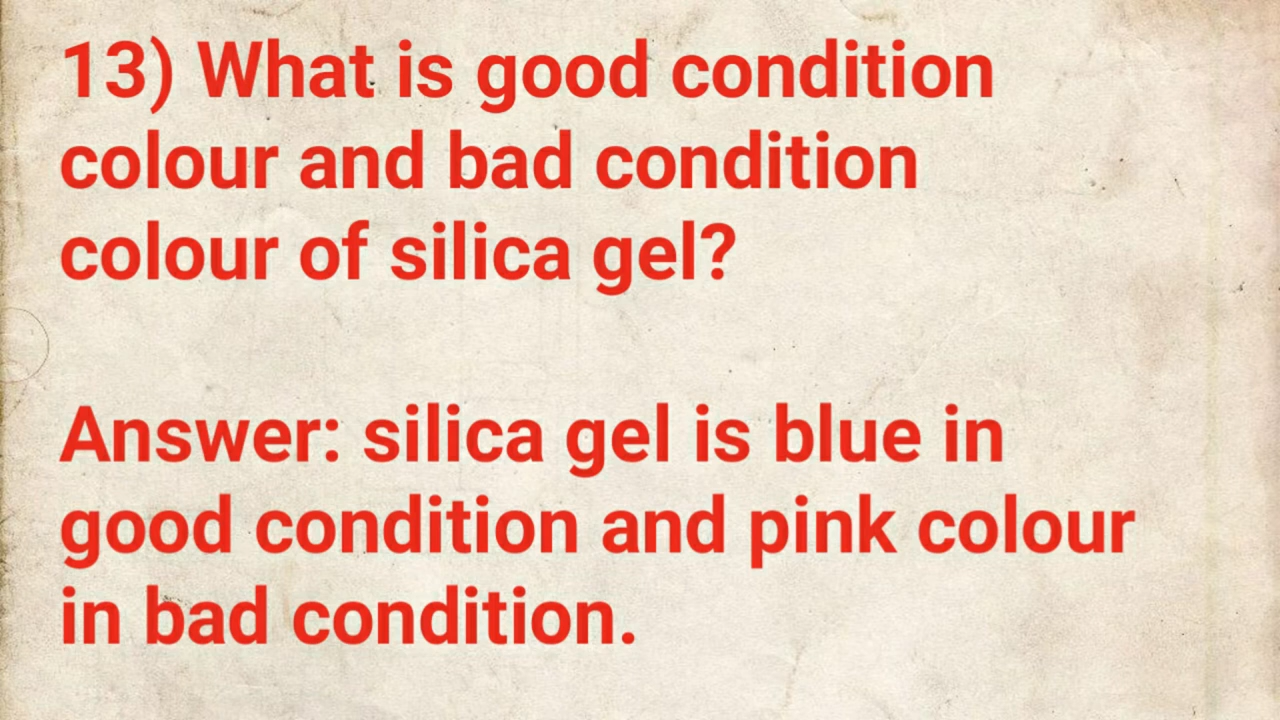 13) What is good condition
colour and bad condition
colour of silica gel?
Answer: silica gel is blue in
good condition and pink colour
in bad condition.